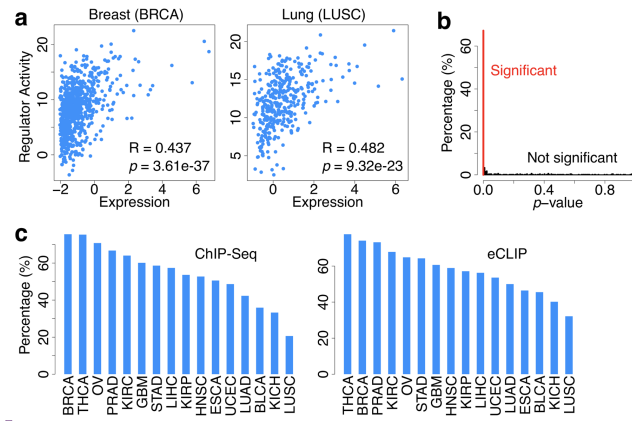 a
Breast (BRCA)
Regulator Activity
20
10
0
R = 0.437
p = 3.61e-37
−2 0 2 4 6
Expression
Lung (LUSC)
20
15
10
5
R = 0.482
p = 9.32e-23
0 2 4 6
Expression
b
Percentage (%)
60
40
20
0
Significant
Not significant
0.0 0.4 0.8
p–value
c
ChIP-Seq
Percentage (%)
60
40
20
0
BRCA
THCA
OV
PRAD
KIRC
GBM
STAD
LIHC
KIRP
HNSC
ESCA
UCEC
LUAD
BLCA
KICH
LUSC
eCLIP
60
40
20
0
THCA
BRCA
PRAD
KIRC
OV
STAD
GBM
HNSC
KIRP
LIHC
UCEC
LUAD
ESCA
BLCA
KICH
LUSC